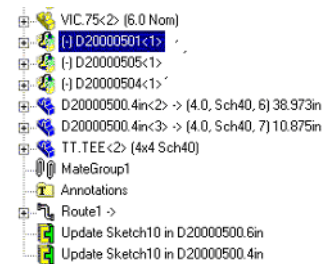 VIC.75<2> (6.0 Nom)
(-) D20000501<1>
(-) D20000505<1>
(-) D20000504<1>
D20000500.4in<2> -> (4.0, Sch40, 6) 38.973in
D20000500.4in<3> -> (4.0, Sch40, 7) 10.875in
TT.TEE<2> (4x4 Sch40)
MateGroup1
Annotations
Route1 ->
Update Sketch10 in D20000500.6in
Update Sketch10 in D20000500.4in